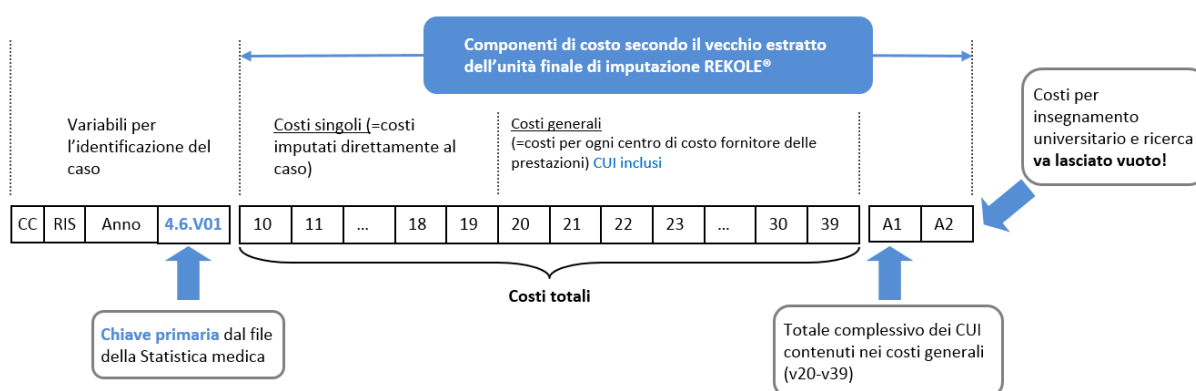 Componenti di costo secondo il vecchio estratto
dell'unità finale di imputazione REKOLE®
Costi per
insegnamento
universitario e ricerca
va lasciato vuoto!
Variabili per
l'identificazione del
caso
Costi singoli (=costi
imputati direttamente al
caso)
Costi generali
(=costi per ogni centro di costo fornitore delle
prestazioni) CUI inclusi
CC RIS Anno 4.6.V01 10 11 ... 18 19 20 21 22 23 ... 30 39 A1 A2
Costi totali
Chiave primaria dal file
della Statistica medica
Totale complessivo dei CUI
contenuti nei costi generali
(v20-v39)